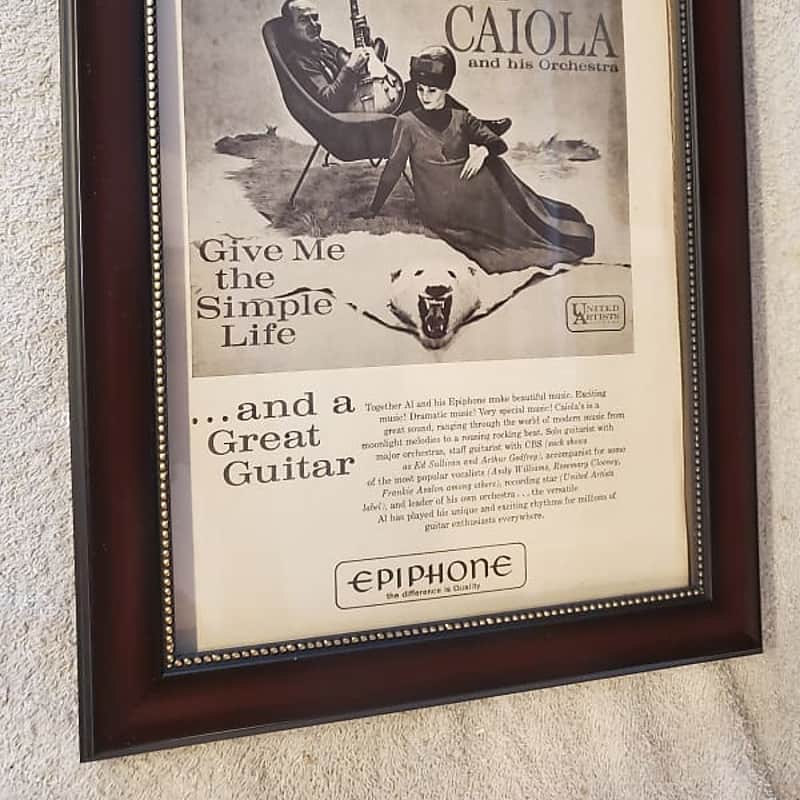 CAIOLA
and his Orchestra
Give Me
the
Simple
Life
UNITED
ARTISTS
...and a
Great
Guitar
Together Al and his Epiphone make beautiful music. Exciting
music! Dramatic music! Very special music! Caiola's is a
great sound, ranging through the world of modern music from
moonlight melodies to a rousing rocking beat. Solo guitarist with
major orchestras, staff guitarist with CBS (such shows
as Ed Sullivan and Arthur Godfrey), accompanist for some
of the most popular vocalists (Andy Williams, Rosemary Clooney,
Frankie Avalon among others), recording star (United Artists
label), and leader of his own orchestra...the versatile
Al has played his unique and exciting rhythms for millions of
guitar enthusiasts everywhere.
EPIPHONE
the difference is Quality